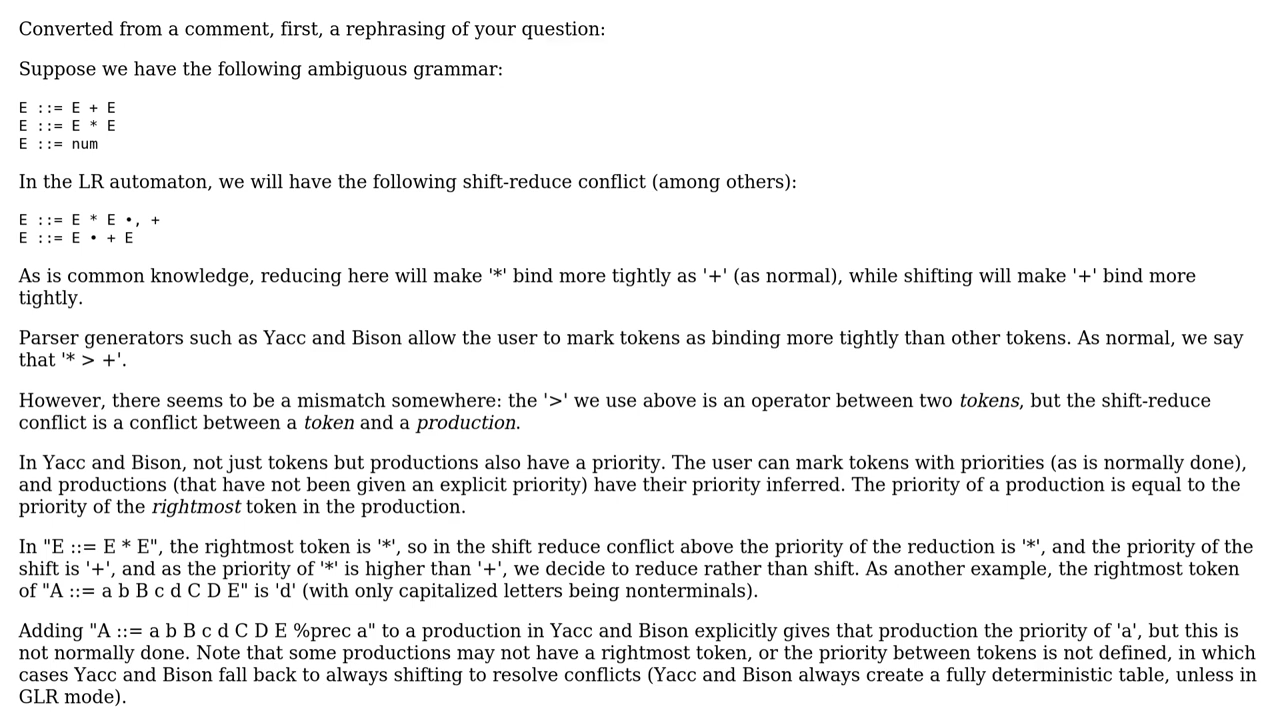 Converted from a comment, first, a rephrasing of your question:
Suppose we have the following ambiguous grammar:
E ::= E + E
E ::= E * E
E ::= num
In the LR automaton, we will have the following shift-reduce conflict (among others):
E ::= E * E •, +
E ::= E • + E
As is common knowledge, reducing here will make '*' bind more tightly as '+' (as normal), while shifting will make '+' bind more
tightly.
Parser generators such as Yacc and Bison allow the user to mark tokens as binding more tightly than other tokens. As normal, we say
that '* > +'.
However, there seems to be a mismatch somewhere: the '>' we use above is an operator between two tokens, but the shift-reduce
conflict is a conflict between a token and a production.
In Yacc and Bison, not just tokens but productions also have a priority. The user can mark tokens with priorities (as is normally done),
and productions (that have not been given an explicit priority) have their priority inferred. The priority of a production is equal to the
priority of the rightmost token in the production.
In "E ::= E * E", the rightmost token is '*', so in the shift reduce conflict above the priority of the reduction is '*', and the priority of the
shift is '+', and as the priority of '*' is higher than '+', we decide to reduce rather than shift. As another example, the rightmost token
of "A ::= a b B c d C D E" is 'd' (with only capitalized letters being nonterminals).
Adding "A ::= a b B c d C D E %prec a" to a production in Yacc and Bison explicitly gives that production the priority of 'a', but this is
not normally done. Note that some productions may not have a rightmost token, or the priority between tokens is not defined, in which
cases Yacc and Bison fall back to always shifting to resolve conflicts (Yacc and Bison always create a fully deterministic table, unless in
GLR mode).